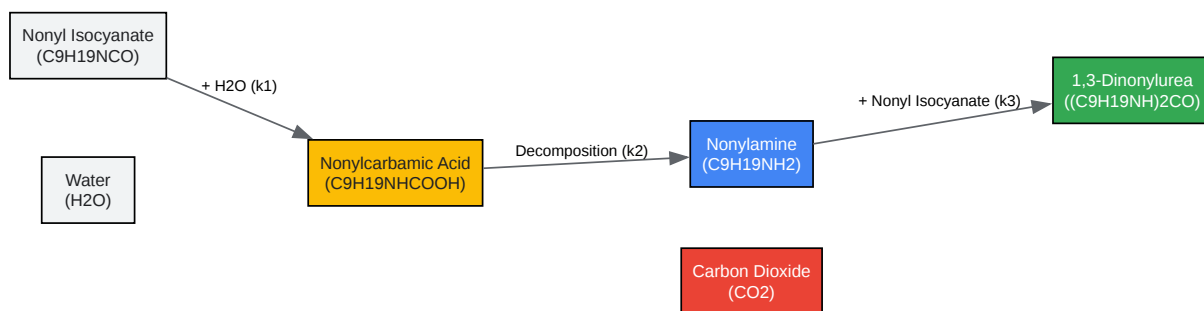 Nonyl Isocyanate
(C9H19NCO)
+ H2O (k1)
Water
(H2O)
Nonylcarbamic Acid
(C9H19NHCOOH)
Decomposition (k2)
Nonylamine
(C9H19NH2)
Carbon Dioxide
(CO2)
+ Nonyl Isocyanate (k3)
1,3-Dinonylurea
((C9H19NH)2CO)